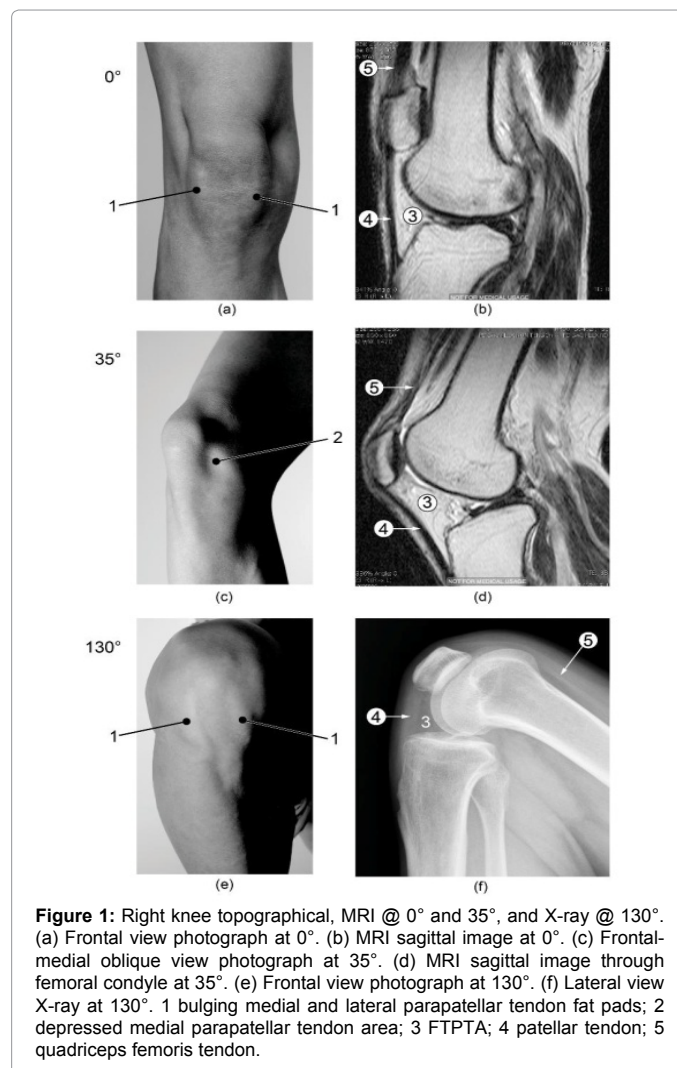 0°
1
1
(a)
5
4
3
NOT FOR MEDICAL USAGE
(b)
35°
2
(c)
5
3
4
NOT FOR MEDICAL USAGE
(d)
130°
1
1
(e)
5
4
3
(f)
Figure 1: Right knee topographical, MRI @ 0° and 35°, and X-ray @ 130°.
(a) Frontal view photograph at 0°. (b) MRI sagittal image at 0°. (c) Frontal-
medial oblique view photograph at 35°. (d) MRI sagittal image through
femoral condyle at 35°. (e) Frontal view photograph at 130°. (f) Lateral view
X-ray at 130°. 1 bulging medial and lateral parapatellar tendon fat pads; 2
depressed medial parapatellar tendon area; 3 FTPTA; 4 patellar tendon; 5
quadriceps femoris tendon.